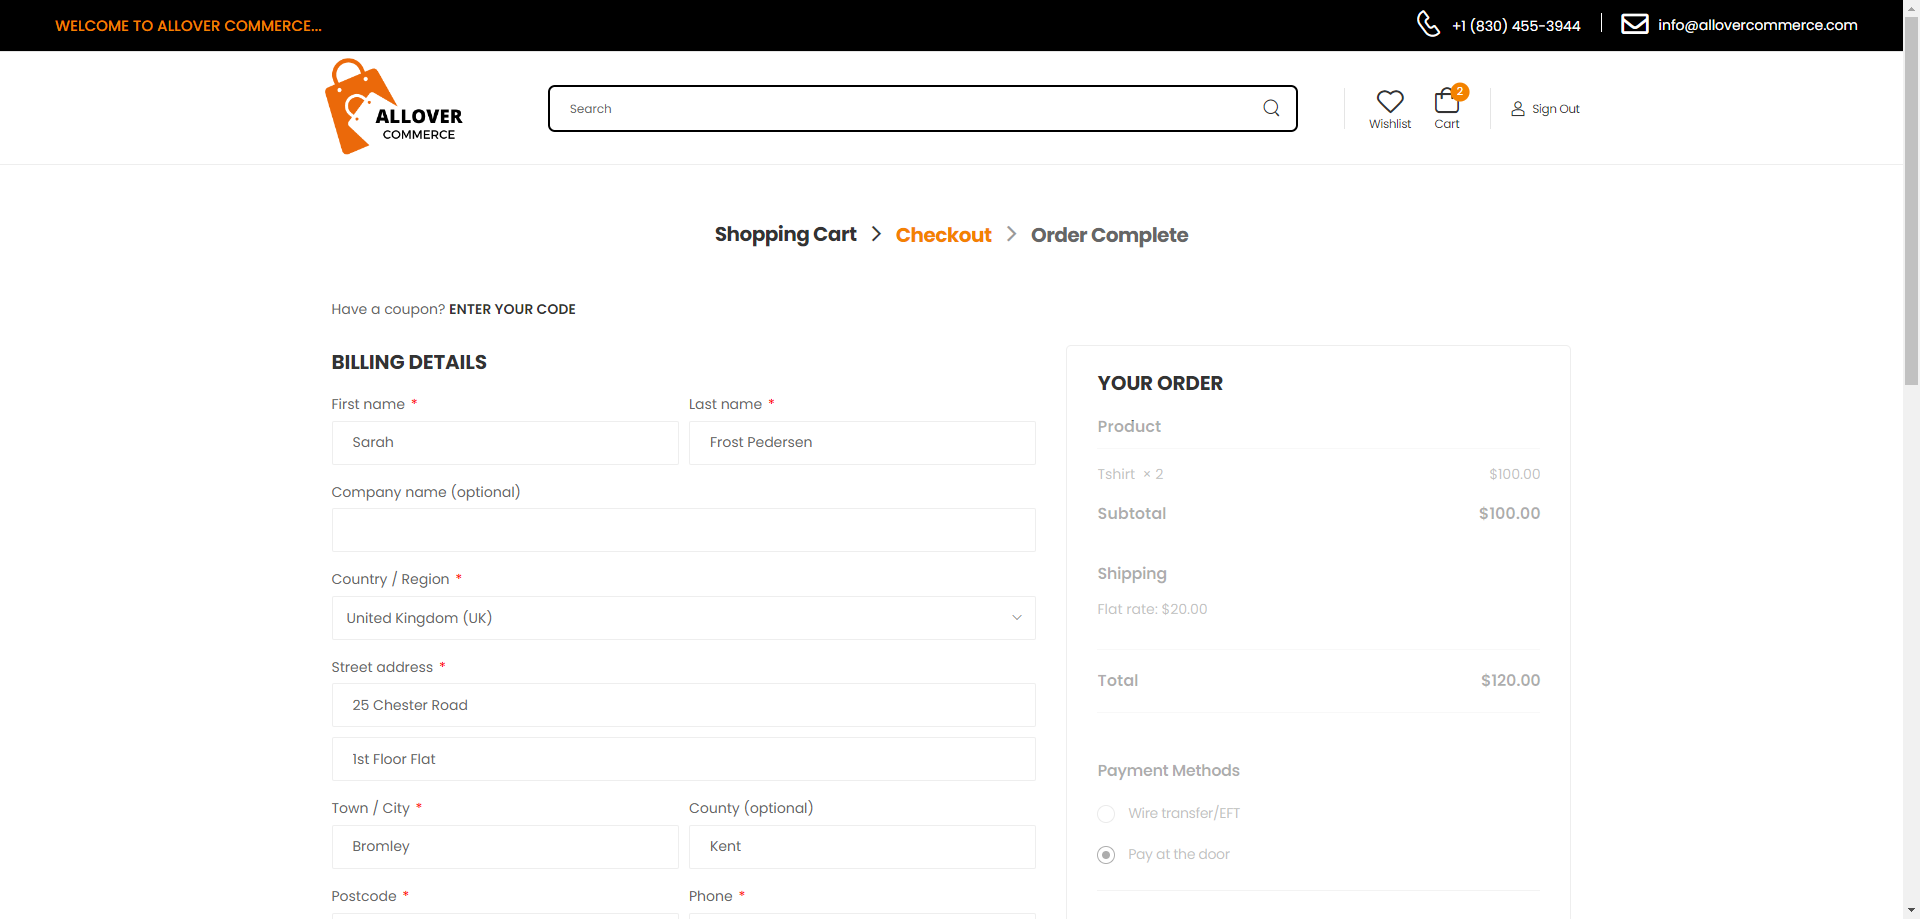 WELCOME TO ALLOVER COMMERCE...
+1 (830) 455-3944
info@allovercommerce.com
ALLOVER
COMMERCE
Search
Wishlist
2
Cart
Sign Out
Shopping Cart
Checkout
Order Complete
Have a coupon? ENTER YOUR CODE
BILLING DETAILS
First name *
Last name *
Sarah
Frost Pedersen
Company name (optional)
Country / Region *
United Kingdom (UK)
Street address *
25 Chester Road
1st Floor Flat
Town / City *
County (optional)
Bromley
Kent
Postcode *
Phone *
YOUR ORDER
Product
Tshirt × 2 $100.00
Subtotal $100.00
Shipping
Flat rate: $20.00
Total $120.00
Payment Methods
Wire transfer/EFT
Pay at the door